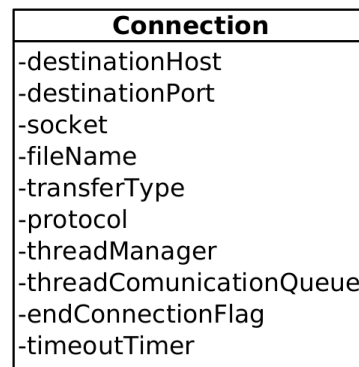 Connection
-destinationHost
-destinationPort
-socket
-fileName
-transferType
-protocol
-threadManager
-threadComunicationQueue
-endConnectionFlag
-timeoutTimer